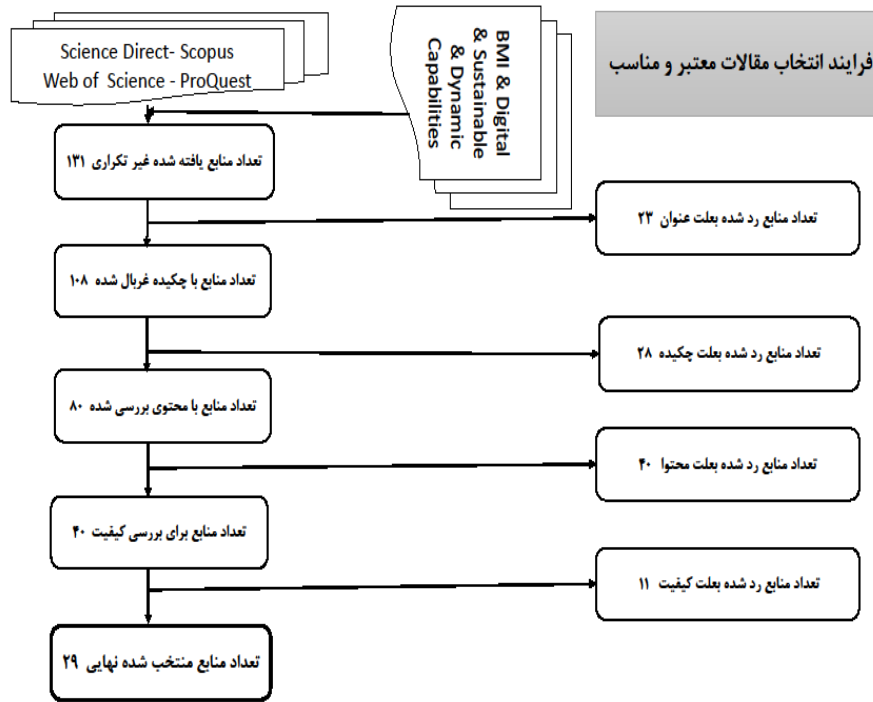 فرایند انتخاب مقالات معتبر و مناسب
Science Direct- Scopus
Web of Science - ProQuest
BMI & Digital
& Sustainable
& Dynamic
Capabilities
تعداد منابع یافته شده غیر تکراری ۱۳۱
تعداد منابع رد شده بعلت عنوان ۲۳
تعداد منابع با چکیده غربال شده ۱۰۸
تعداد منابع رد شده بعلت چکیده ۲۸
تعداد منابع با محتوی بررسی شده ۸۰
تعداد منابع رد شده بعلت محتوا ۴۰
تعداد منابع برای بررسی کیفیت ۴۰
تعداد منابع رد شده بعلت کیفیت ۱۱
تعداد منابع منتخب شده نهایی ۲۹